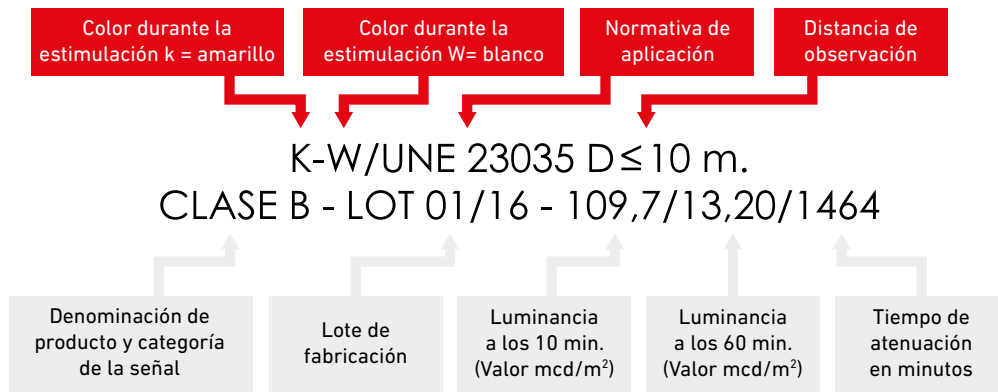 Color durante la
estimulación k = amarillo
Color durante la
estimulación W= blanco
Normativa de
aplicación
Distancia de
observación
K-W/UNE 23035 D≤10 m.
CLASE B - LOT 01/16 - 109,7/13,20/1464
Denominación de
producto y categoría
de la señal
Lote de
fabricación
Luminancia
a los 10 min.
(Valor mcd/m²)
Luminancia
a los 60 min.
(Valor mcd/m²)
Tiempo de
atenuación
en minutos